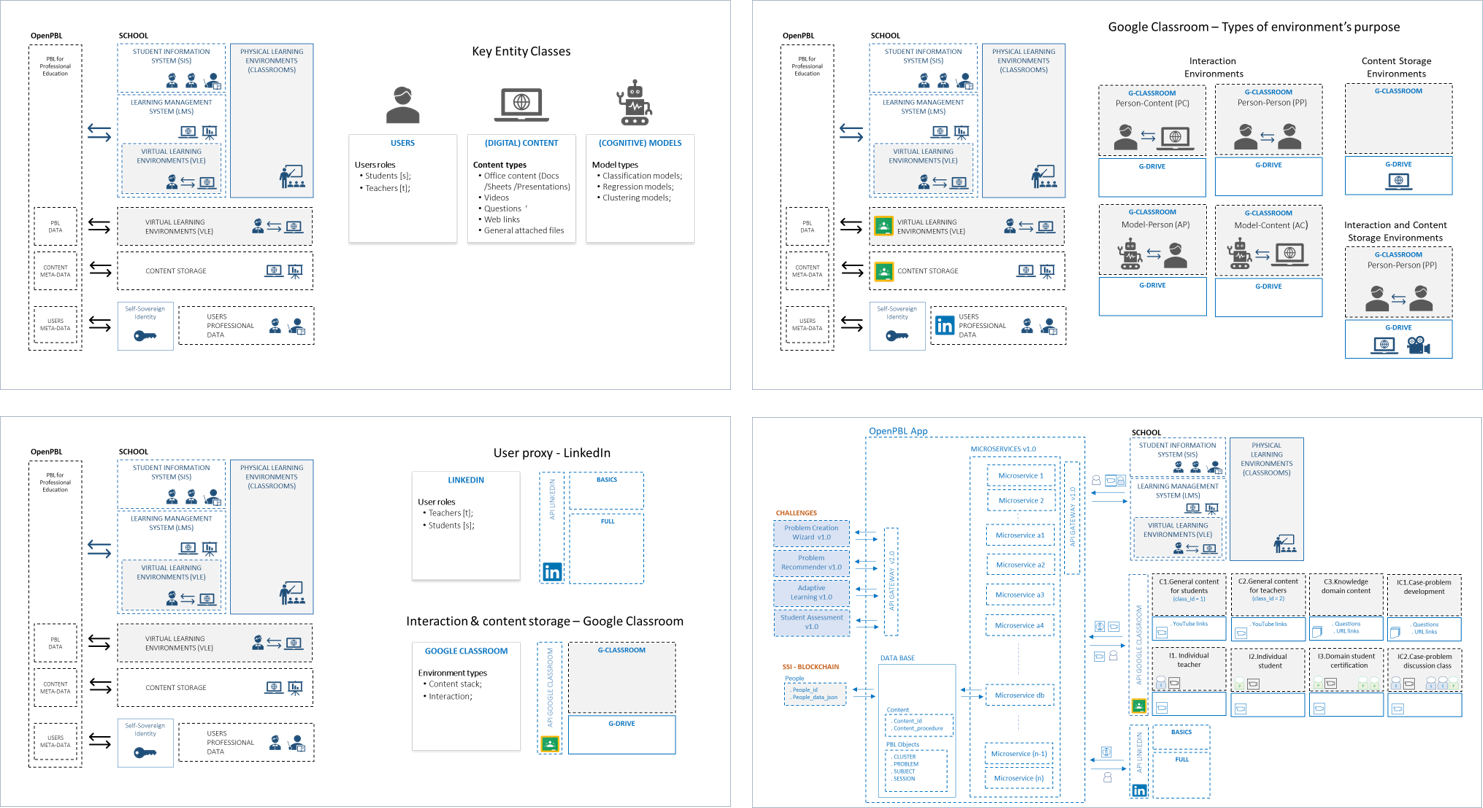 OpenPBL
PBL for
Professional
Education
PBL
DATA
CONTENT
META-DATA
USERS
META-DATA
SCHOOL
STUDENT INFORMATION
SYSTEM (SIS)
LEARNING MANAGEMENT
SYSTEM (LMS)
VIRTUAL LEARNING
ENVIRONMENTS (VLE)
PHYSICAL LEARNING
ENVIRONMENTS
(CLASSROOMS)
VIRTUAL LEARNING
ENVIRONMENTS (VLE)
CONTENT STORAGE
Self-Sovereign
Identity
USERS
PROFESSIONAL
DATA
Key Entity Classes
USERS
Users roles
• Students [s];
• Teachers [t];
(DIGITAL) CONTENT
Content types
• Office content (Docs
/Sheets /Presentations)
• Videos
• Questions '
• Web links
• General attached files
(COGNITIVE) MODELS
Model types
• Classification models;
• Regression models;
• Clustering models;
OpenPBL
PBL for
Professional
Education
PBL
DATA
CONTENT
META-DATA
USERS
META-DATA
SCHOOL
STUDENT INFORMATION
SYSTEM (SIS)
LEARNING MANAGEMENT
SYSTEM (LMS)
VIRTUAL LEARNING
ENVIRONMENTS (VLE)
PHYSICAL LEARNING
ENVIRONMENTS
(CLASSROOMS)
VIRTUAL LEARNING
ENVIRONMENTS (VLE)
CONTENT STORAGE
Self-Sovereign
Identity
in
USERS
PROFESSIONAL
DATA
Google Classroom – Types of environment's purpose
Interaction
Environments
G-CLASSROOM
Person-Content (PC)
G-DRIVE
G-CLASSROOM
Person-Person (PP)
G-DRIVE
G-CLASSROOM
Model-Person (AP)
G-DRIVE
G-CLASSROOM
Model-Content (AC)
G-DRIVE
Content Storage
Environments
G-CLASSROOM
G-DRIVE
Interaction and Content
Storage Environments
G-CLASSROOM
Person-Person (PP)
G-DRIVE
OpenPBL
PBL for
Professional
Education
PBL
DATA
CONTENT
META-DATA
USERS
META-DATA
SCHOOL
STUDENT INFORMATION
SYSTEM (SIS)
LEARNING MANAGEMENT
SYSTEM (LMS)
VIRTUAL LEARNING
ENVIRONMENTS (VLE)
PHYSICAL LEARNING
ENVIRONMENTS
(CLASSROOMS)
VIRTUAL LEARNING
ENVIRONMENTS (VLE)
CONTENT STORAGE
Self-Sovereign
Identity
USERS
PROFESSIONAL
DATA
User proxy - LinkedIn
LINKEDIN
User roles
• Teachers [t];
• Students [s];
API LINKEDIN
in
BASICS
FULL
Interaction & content storage – Google Classroom
GOOGLE CLASSROOM
Environment types
• Content stack;
• Interaction;
API GOOGLE CLASSROOM
G-CLASSROOM
G-DRIVE
OpenPBL App
CHALLENGES
Problem Creation
Wizard v1.0
Problem
Recommender v1.0
Adaptive
Learning v1.0
Student Assessment
v1.0
API GATEWAY v2.0
SSI - BLOCKCHAIN
People
. People_id
. People_data_json
DATA BASE
Content
. Content_id
. Content_procedure
PBL Objects
. CLUSTER
. PROBLEM
. SUBJECT
. SESSION
MICROSERVICES v1.0
Microservice 1
Microservice 2
Microservice a1
Microservice a2
Microservice a3
Microservice a4
Microservice db
Microservice (n-1)
Microservice (n)
API GATEWAY v1.0
SCHOOL
STUDENT INFORMATION
SYSTEM (SIS)
LEARNING MANAGEMENT
SYSTEM (LMS)
VIRTUAL LEARNING
ENVIRONMENTS (VLE)
PHYSICAL
LEARNING
ENVIRONMENTS
(CLASSROOMS)
API GOOGLE CLASSROOM
C1.General content
for students
(class_id = 1)
. YouTube links
C2.General content
for teachers
(class_id = 2)
. YouTube links
C3.Knowledge
domain content
. Questions
. URL links
IC1.Case-problem
development
. Questions
. URL links
I1. Individual
teacher
I2.Individual
student
I3.Domain student
certification
IC2.Case-problem
discussion class
API LINKEDIN
in
BASICS
FULL